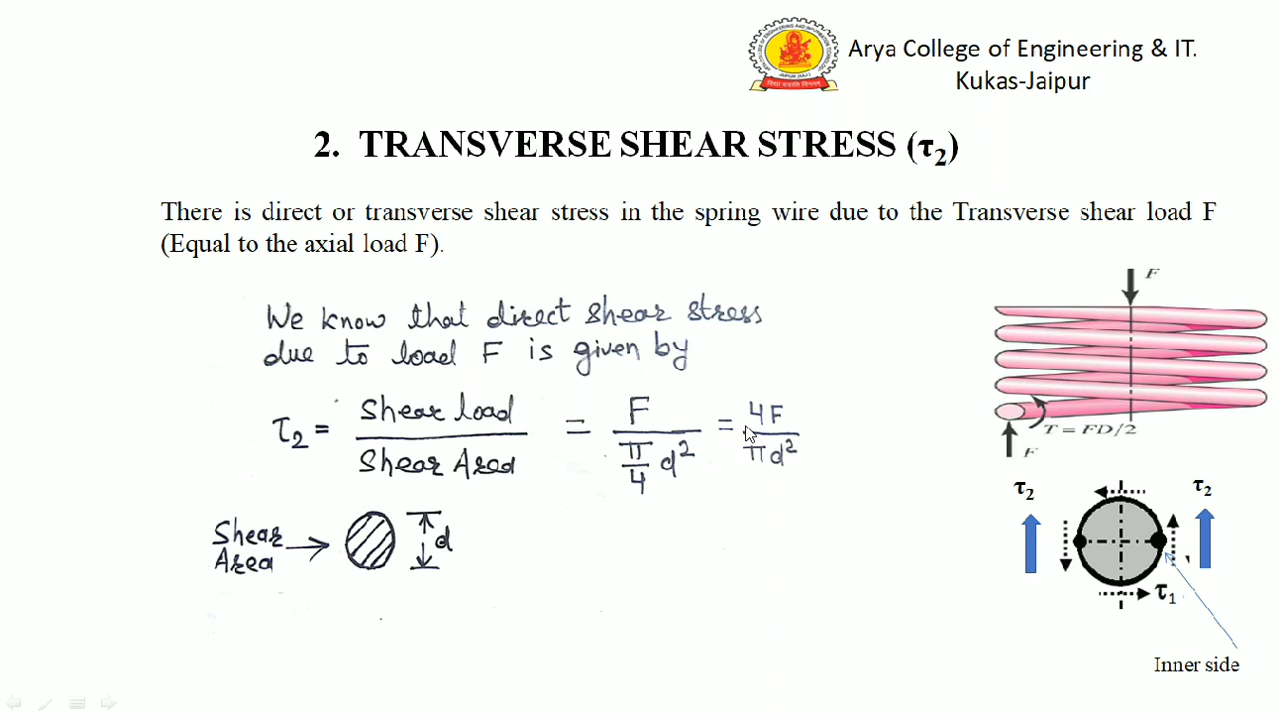 Arya College of Engineering & IT.
Kukas-Jaipur
2. TRANSVERSE SHEAR STRESS (τ₂)
There is direct or transverse shear stress in the spring wire due to the Transverse shear load F
(Equal to the axial load F).
We know that direct shear stress
due to load F is given by
τ₂ = Shear load / Shear Area = F / (π/4 d²) = 4F / πd²
Shear
Area
d
F
T = FD/2
F
τ₂
τ₂
τ₁
Inner side